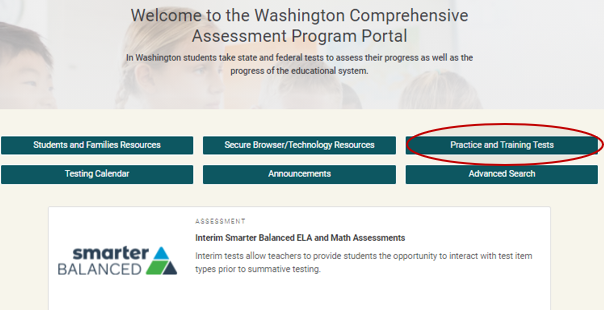 Welcome to the Washington Comprehensive
Assessment Program Portal
In Washington students take state and federal tests to assess their progress as well as the
progress of the educational system.
Students and Families Resources
Secure Browser/Technology Resources
Practice and Training Tests
Testing Calendar
Announcements
Advanced Search
ASSESSMENT
Interim Smarter Balanced ELA and Math Assessments
smarter
BALANCED
Interim tests allow teachers to provide students the opportunity to interact with test item
types prior to summative testing.